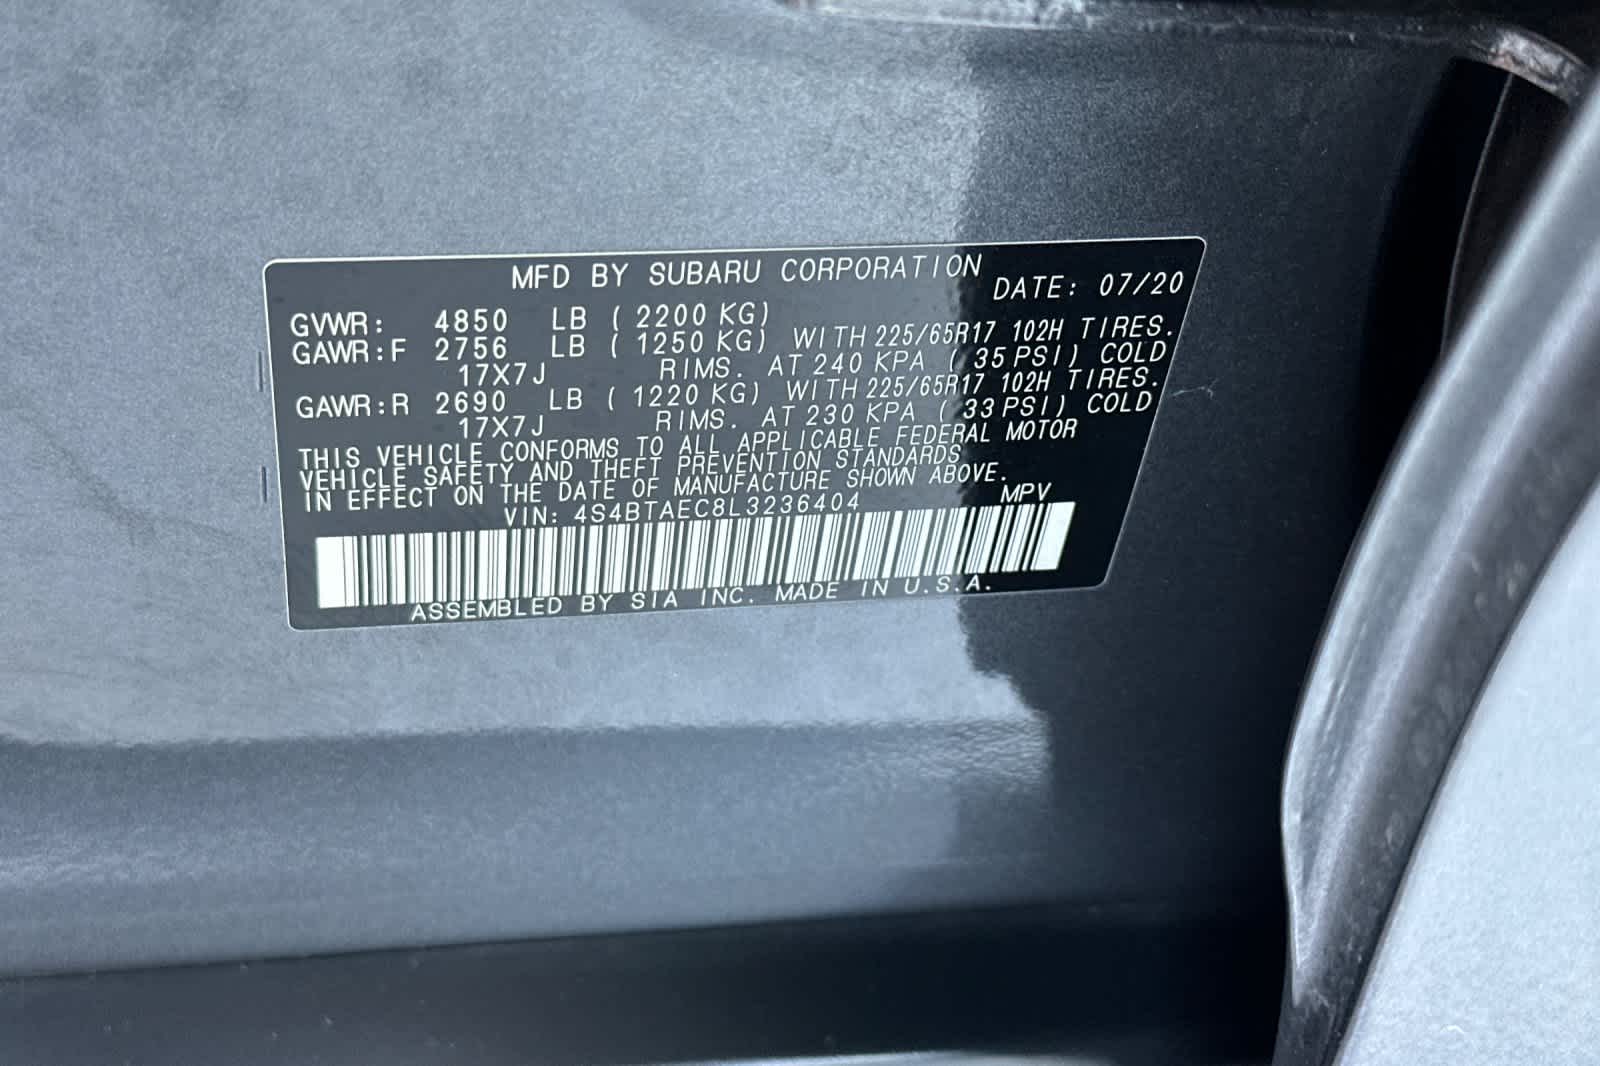 MFD BY SUBARU CORPORATION
DATE: 07/20
GVWR: 4850 LB ( 2200 KG)
GAWR:F 2756 LB ( 1250 KG) WITH 225/65R17 102H TIRES.
17X7J RIMS. AT 240 KPA ( 35 PSI) COLD
GAWR:R 2690 LB ( 1220 KG) WITH 225/65R17 102H TIRES.
17X7J RIMS. AT 230 KPA ( 33 PSI) COLD
THIS VEHICLE CONFORMS TO ALL APPLICABLE FEDERAL MOTOR
VEHICLE SAFETY AND THEFT PREVENTION STANDARDS
IN EFFECT ON THE DATE OF MANUFACTURE SHOWN ABOVE.
VIN: 4S4BTAEC8L3236404 MPV
ASSEMBLED BY SIA INC. MADE IN U.S.A.